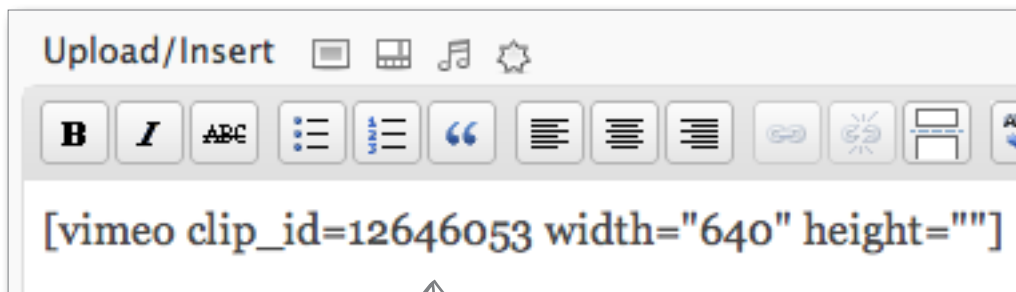 Upload/Insert
B I ABC
[vimeo clip_id=12646053 width="640" height=""]